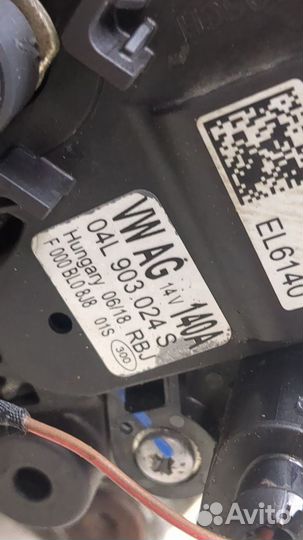 VW AG 14V 140A
04L 903 024 S
Hungary 06/18 RBJ
F 000 BL0 8J8 01S 300
EL6140
Avito